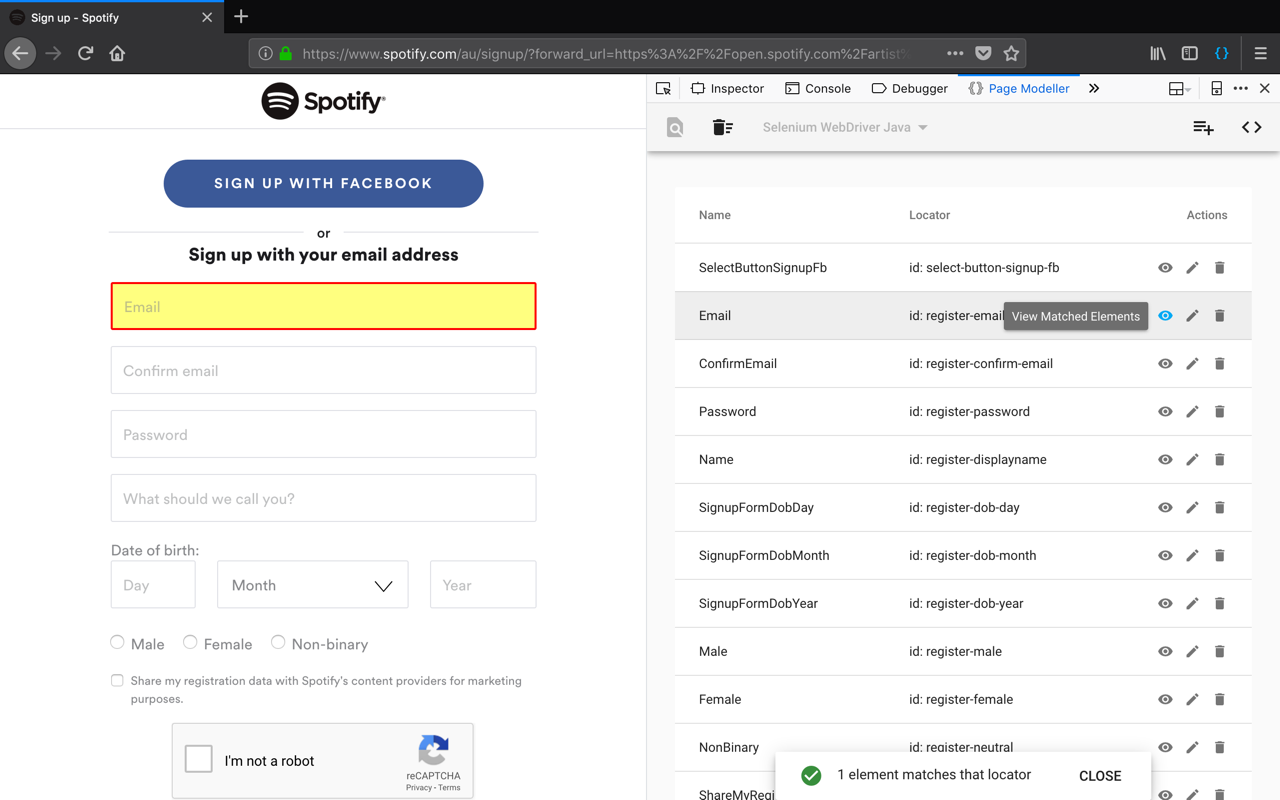 Sign up - Spotify
https://www.spotify.com/au/signup/?forward_url=https%3A%2F%2Fopen.spotify.com%2Fartist%
Spotify®
SIGN UP WITH FACEBOOK
or
Sign up with your email address
Email
Confirm email
Password
What should we call you?
Date of birth:
Day
Month
Year
Male
Female
Non-binary
Share my registration data with Spotify's content providers for marketing
purposes.
I'm not a robot
reCAPTCHA
Privacy - Terms
Inspector
Console
Debugger
{} Page Modeller
Selenium WebDriver Java
Name Locator Actions
SelectButtonSignupFb id: select-button-signup-fb
Email id: register-email
View Matched Elements
ConfirmEmail id: register-confirm-email
Password id: register-password
Name id: register-displayname
SignupFormDobDay id: register-dob-day
SignupFormDobMonth id: register-dob-month
SignupFormDobYear id: register-dob-year
Male id: register-male
Female id: register-female
NonBinary id: register-neutral
ShareMyRegi
1 element matches that locator
CLOSE